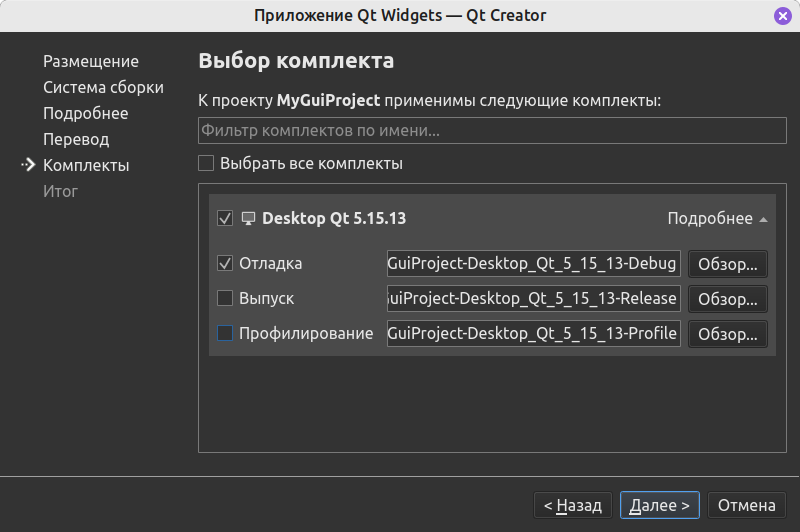 Приложение Qt Widgets — Qt Creator
Размещение
Система сборки
Подробнее
Перевод
Комплекты
Итог
Выбор комплекта
К проекту MyGuiProject применимы следующие комплекты:
Фильтр комплектов по имени...
Выбрать все комплекты
Desktop Qt 5.15.13 Подробнее
Отладка GuiProject-Desktop_Qt_5_15_13-Debug Обзор...
Выпуск GuiProject-Desktop_Qt_5_15_13-Release Обзор...
Профилирование GuiProject-Desktop_Qt_5_15_13-Profile Обзор...
< Назад Далее > Отмена